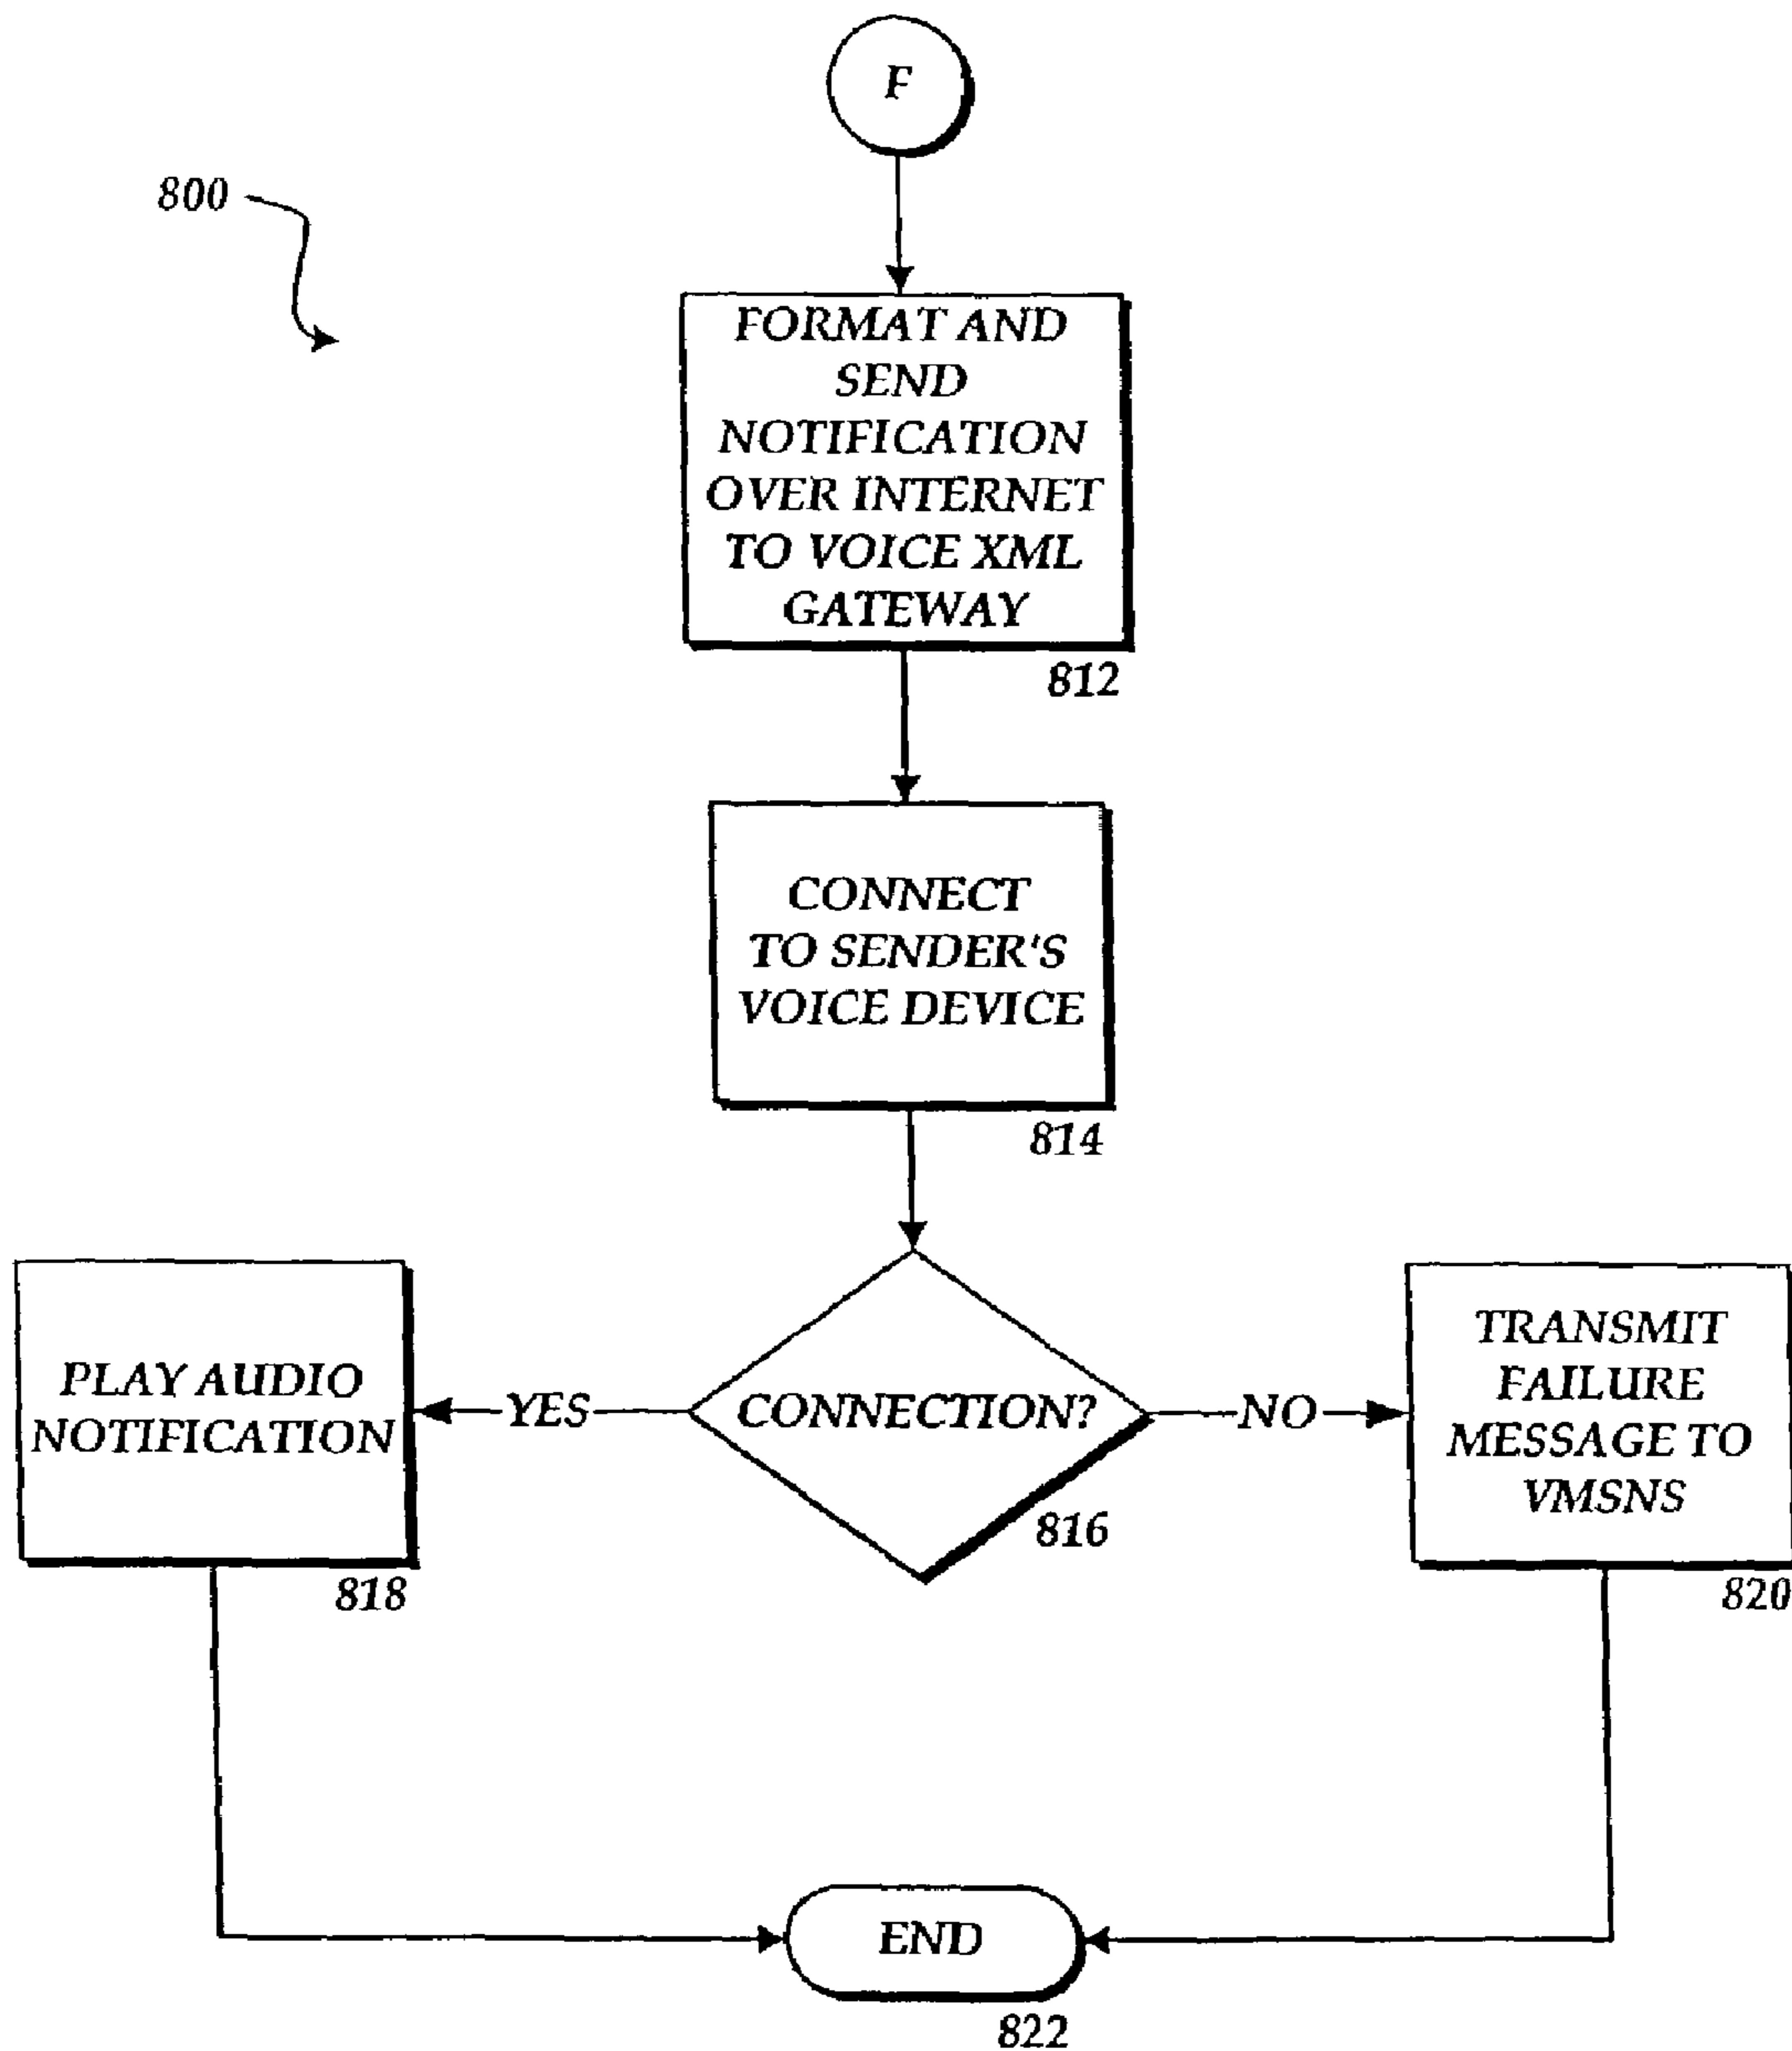 F
800
FORMAT AND
SEND
NOTIFICATION
OVER INTERNET
TO VOICE XML
GATEWAY
812
CONNECT
TO SENDER'S
VOICE DEVICE
814
PLAY AUDIO
NOTIFICATION
818
YES
CONNECTION?
816
NO
TRANSMIT
FAILURE
MESSAGE TO
VMSNS
820
END
822